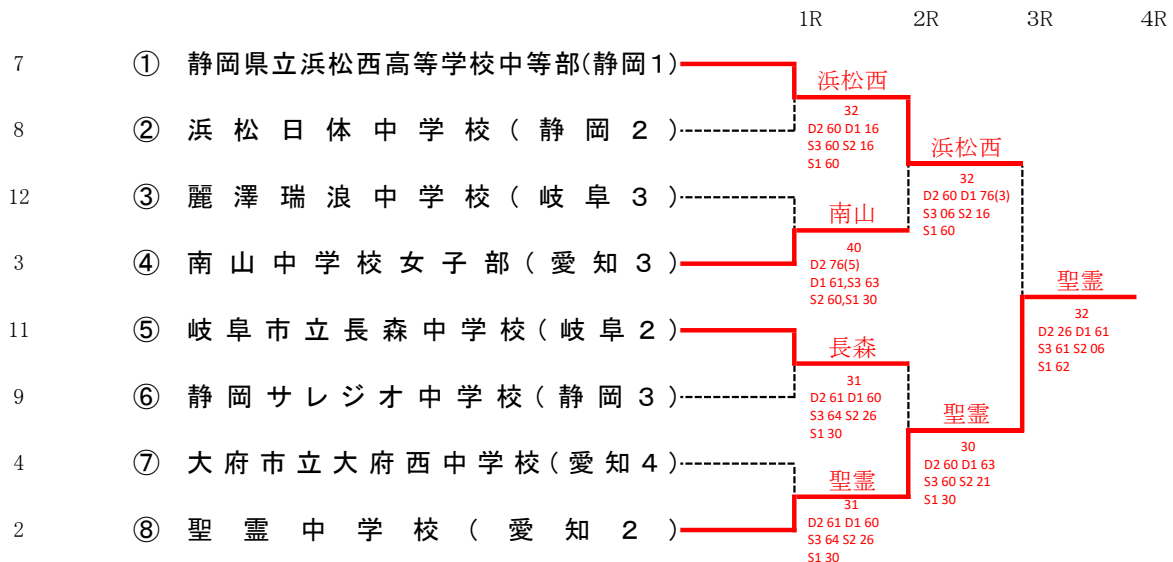 1R 2R 3R 4R
7 ① 静岡県立浜松西高等学校中等部(静岡1)
浜松西
32
D2 60 D1 16
S3 60 S2 16
S1 60
8 ② 浜松日体中学校(静岡2)
浜松西
32
D2 60 D1 76(3)
S3 06 S2 16
S1 60
12 ③ 麗澤瑞浪中学校(岐阜3)
南山
40
D2 76(5)
D1 61,S3 63
S2 60,S1 30
3 ④ 南山中学校女子部(愛知3)
聖霊
32
D2 26 D1 61
S3 61 S2 06
S1 62
11 ⑤ 岐阜市立長森中学校(岐阜2)
長森
31
D2 61 D1 60
S3 64 S2 26
S1 30
9 ⑥ 静岡サレジオ中学校(静岡3)
聖霊
30
D2 60 D1 63
S3 60 S2 21
S1 30
4 ⑦ 大府市立大府西中学校(愛知4)
聖霊
31
D2 61 D1 60
S3 64 S2 26
S1 30
2 ⑧ 聖霊中学校(愛知2)